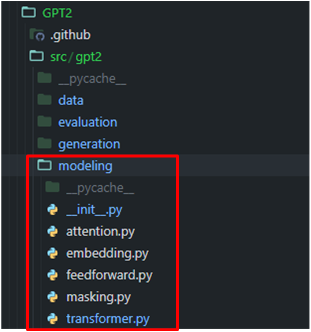 GPT2
.github
src/gpt2
__pycache__
data
evaluation
generation
modeling
__pycache__
__init__.py
attention.py
embedding.py
feedforward.py
masking.py
transformer.py